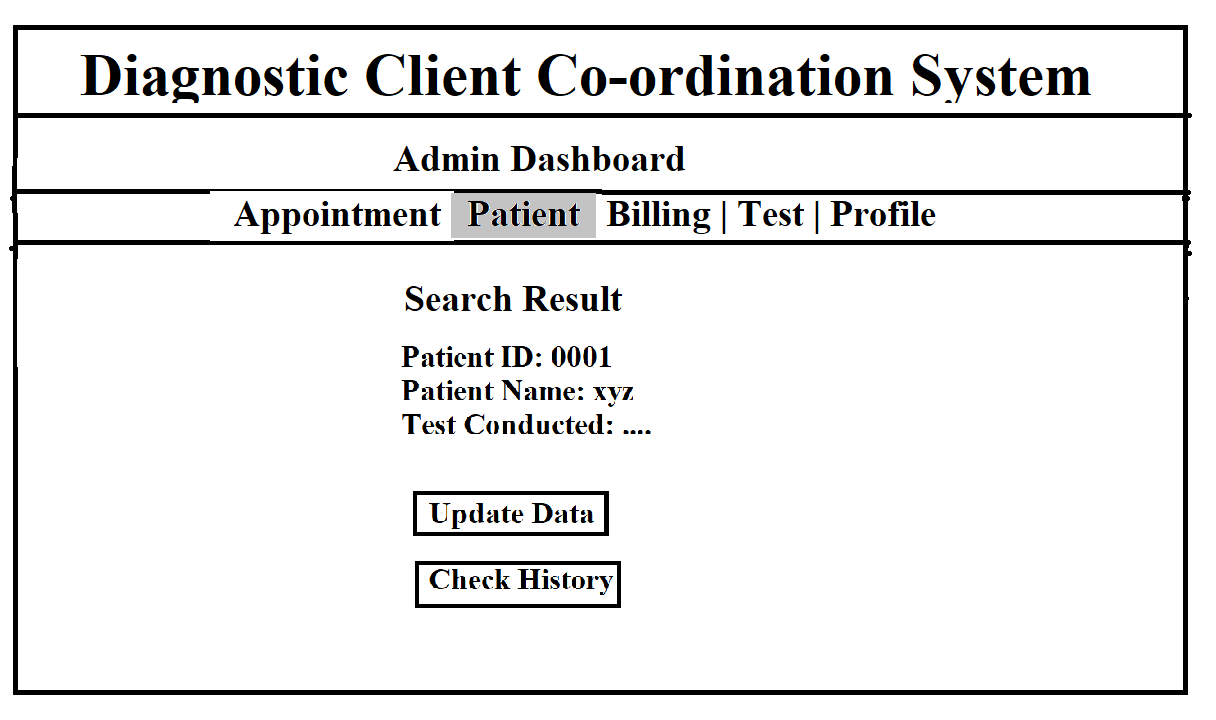 Diagnostic Client Co-ordination System
Admin Dashboard
Appointment Patient Billing | Test | Profile
Search Result
Patient ID: 0001
Patient Name: xyz
Test Conducted: ....
Update Data
Check History